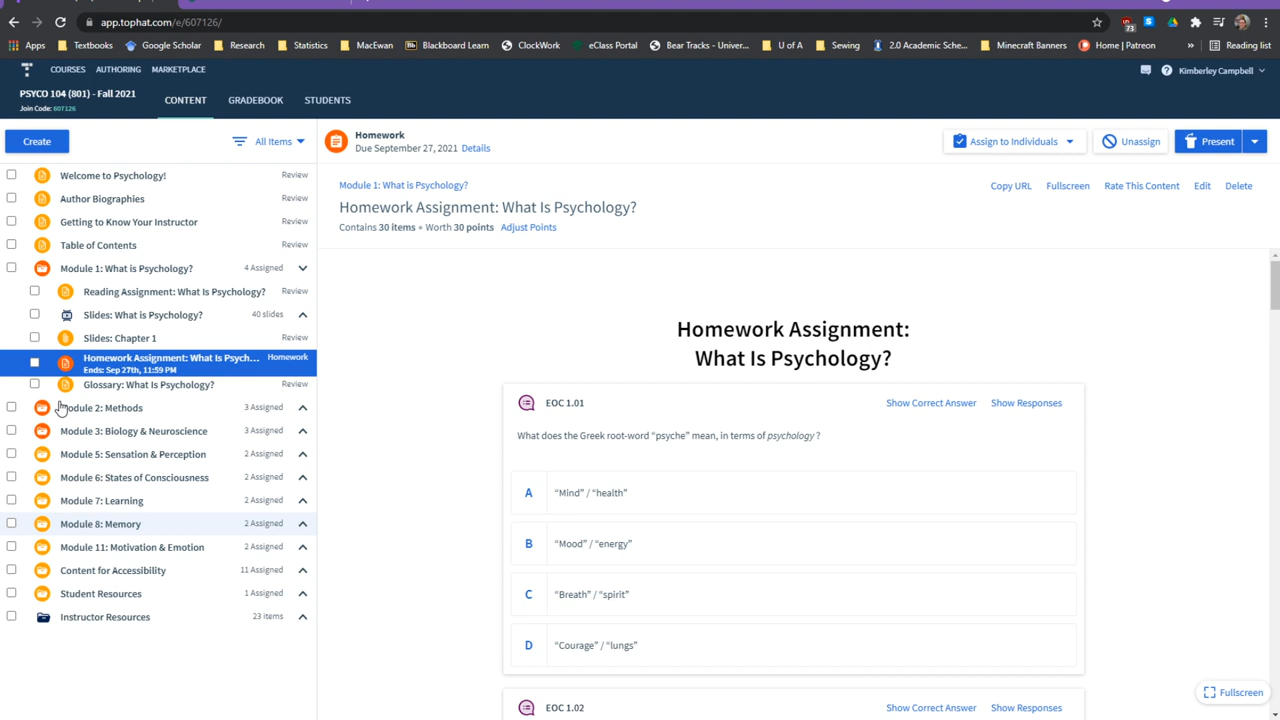 app.tophat.com/e/607126/
73
Apps Textbooks Google Scholar Research Statistics MacEwan Blackboard Learn ClockWork eClass Portal Bear Tracks - Univer... U of A Sewing 2.0 Academic Sche... Minecraft Banners Home | Patreon » Reading list
COURSES AUTHORING MARKETPLACE Kimberley Campbell
PSYCO 104 (801) - Fall 2021
Join Code: 607126
CONTENT GRADEBOOK STUDENTS
Create All Items
Homework
Due September 27, 2021 Details
Assign to Individuals Unassign Present
Welcome to Psychology! Review
Author Biographies Review
Getting to Know Your Instructor Review
Table of Contents Review
Module 1: What is Psychology? 4 Assigned
Reading Assignment: What Is Psychology? Review
Slides: What is Psychology? 40 slides
Slides: Chapter 1 Review
Homework Assignment: What Is Psych... Homework
Ends: Sep 27th, 11:59 PM
Glossary: What Is Psychology? Review
Module 2: Methods 3 Assigned
Module 3: Biology & Neuroscience 3 Assigned
Module 5: Sensation & Perception 2 Assigned
Module 6: States of Consciousness 2 Assigned
Module 7: Learning 2 Assigned
Module 8: Memory 2 Assigned
Module 11: Motivation & Emotion 2 Assigned
Content for Accessibility 11 Assigned
Student Resources 1 Assigned
Instructor Resources 23 items
Module 1: What is Psychology?
Copy URL Fullscreen Rate This Content Edit Delete
Homework Assignment: What Is Psychology?
Contains 30 items • Worth 30 points Adjust Points
Homework Assignment:
What Is Psychology?
EOC 1.01 Show Correct Answer Show Responses
What does the Greek root-word “psyche” mean, in terms of psychology ?
A “Mind” / “health”
B “Mood” / “energy”
C “Breath” / “spirit”
D “Courage” / “lungs”
EOC 1.02 Show Correct Answer Show Responses
Fullscreen